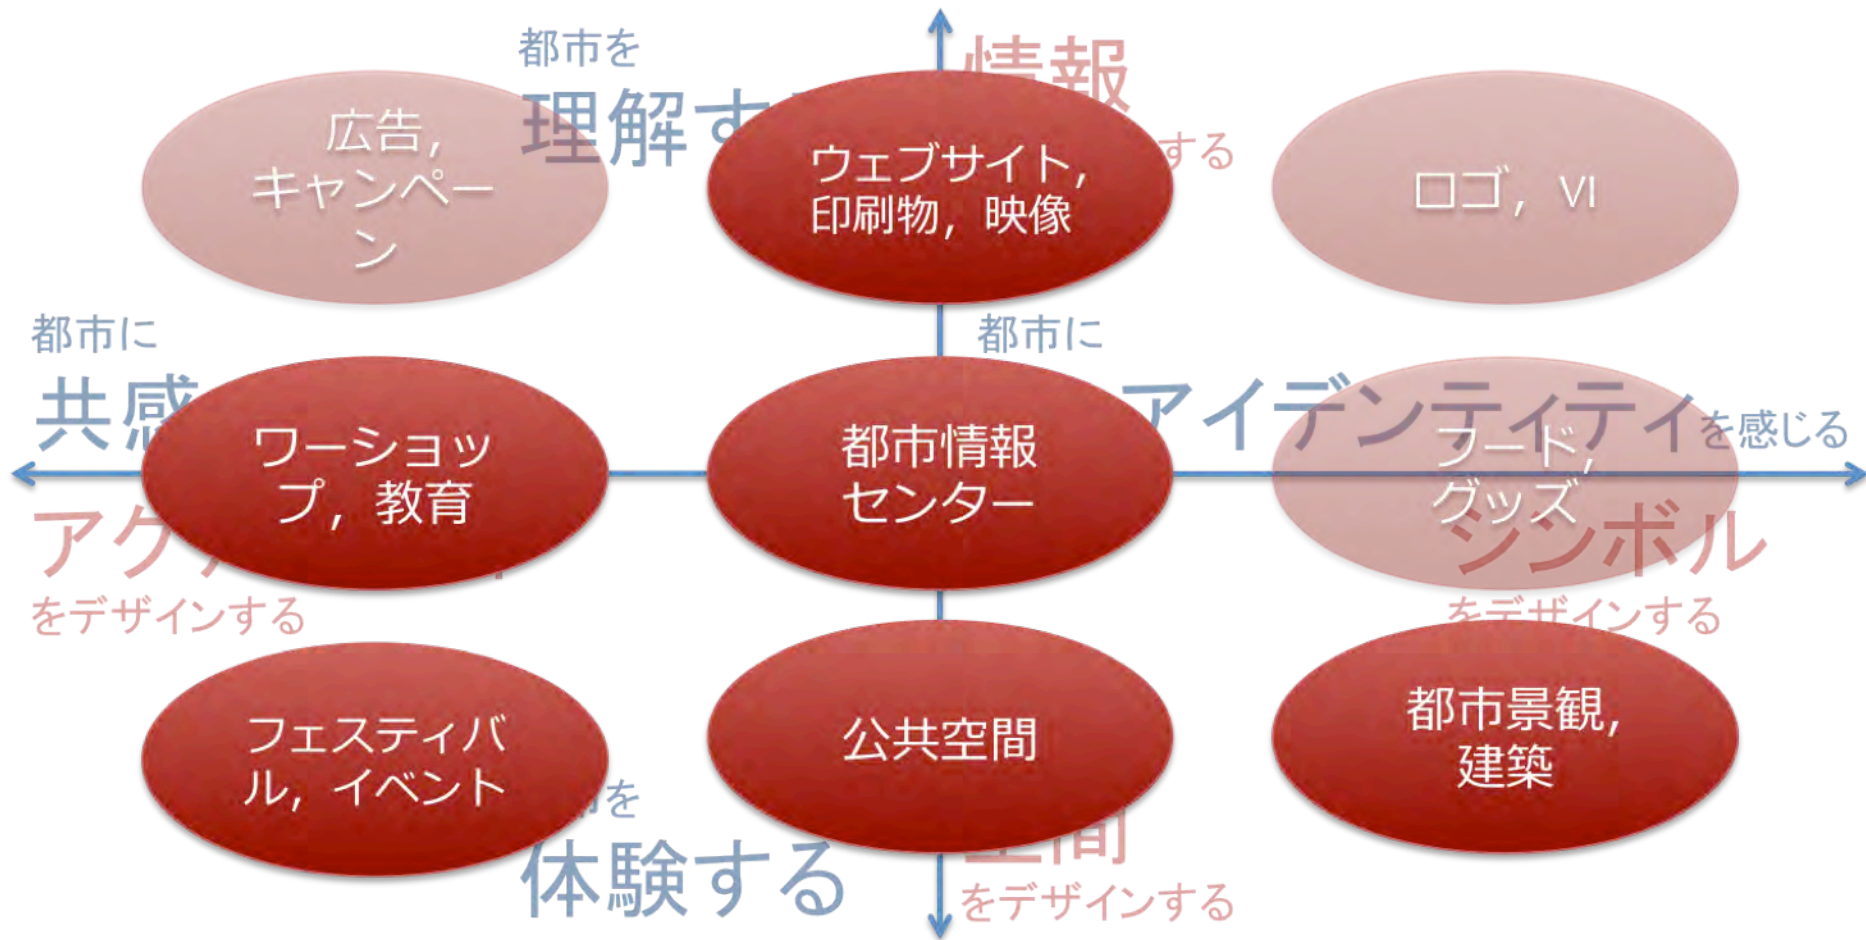 都市を
理解す
情報
する
広告,
キャンペー
ン
ウェブサイト,
印刷物, 映像
ロゴ, VI
都市に
共感
都市に
アイデンティティを感じる
ワーショッ
プ, 教育
都市情報
センター
フード,
グッズ
アク
をデザインする
シンボル
をデザインする
フェスティバ
ル, イベント
公共空間
都市景観,
建築
市を
体験する
空間
をデザインする